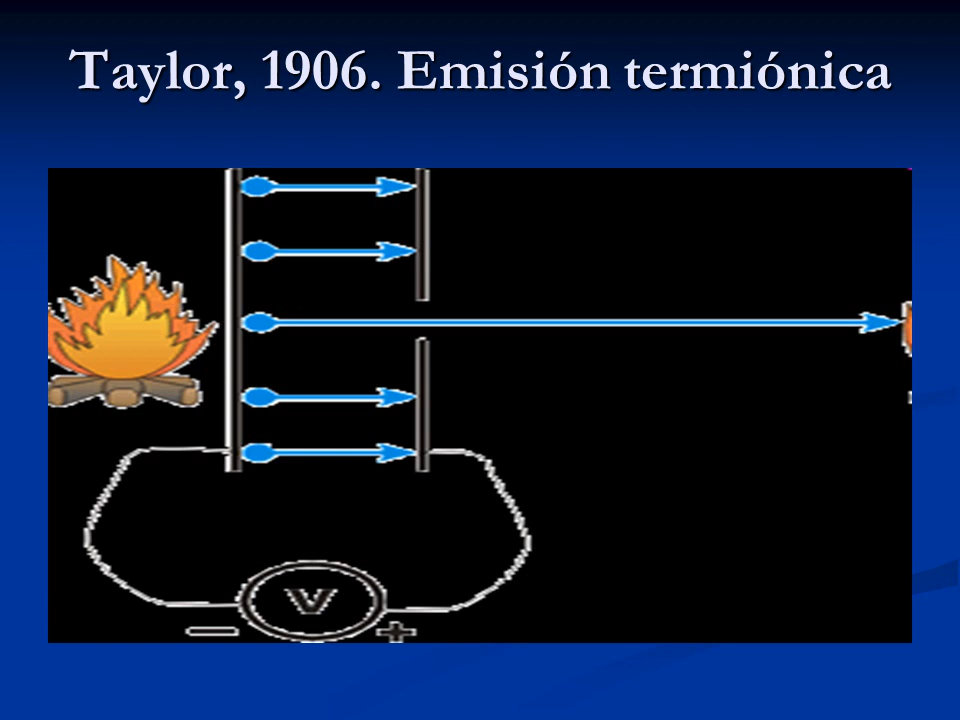 Taylor, 1906. Emisión termiónica
V
− +